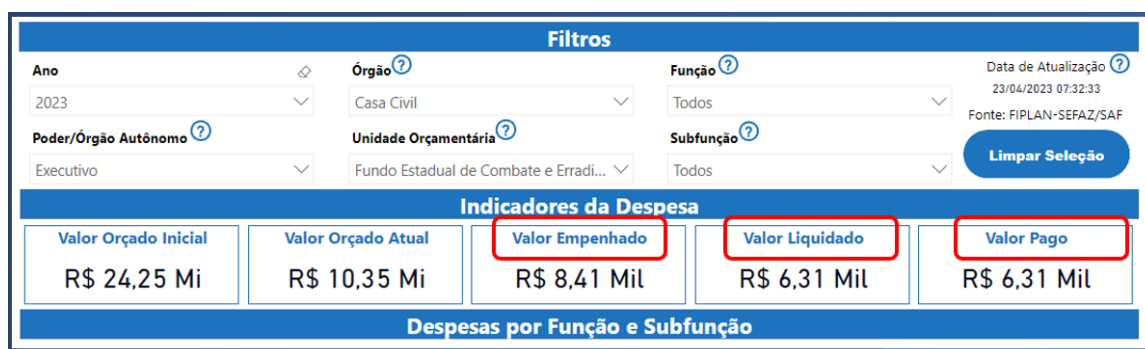 Filtros
Ano
Órgão ?
Função ?
Data de Atualização ?
23/04/2023 07:32:33
2023
Casa Civil
Todos
Fonte: FIPLAN-SEFAZ/SAF
Poder/Órgão Autônomo ?
Unidade Orçamentária ?
Subfunção ?
Limpar Seleção
Executivo
Fundo Estadual de Combate e Erradi...
Todos
Indicadores da Despesa
Valor Orçado Inicial
R$ 24,25 Mi
Valor Orçado Atual
R$ 10,35 Mi
Valor Empenhado
R$ 8,41 Mil
Valor Liquidado
R$ 6,31 Mil
Valor Pago
R$ 6,31 Mil
Despesas por Função e Subfunção